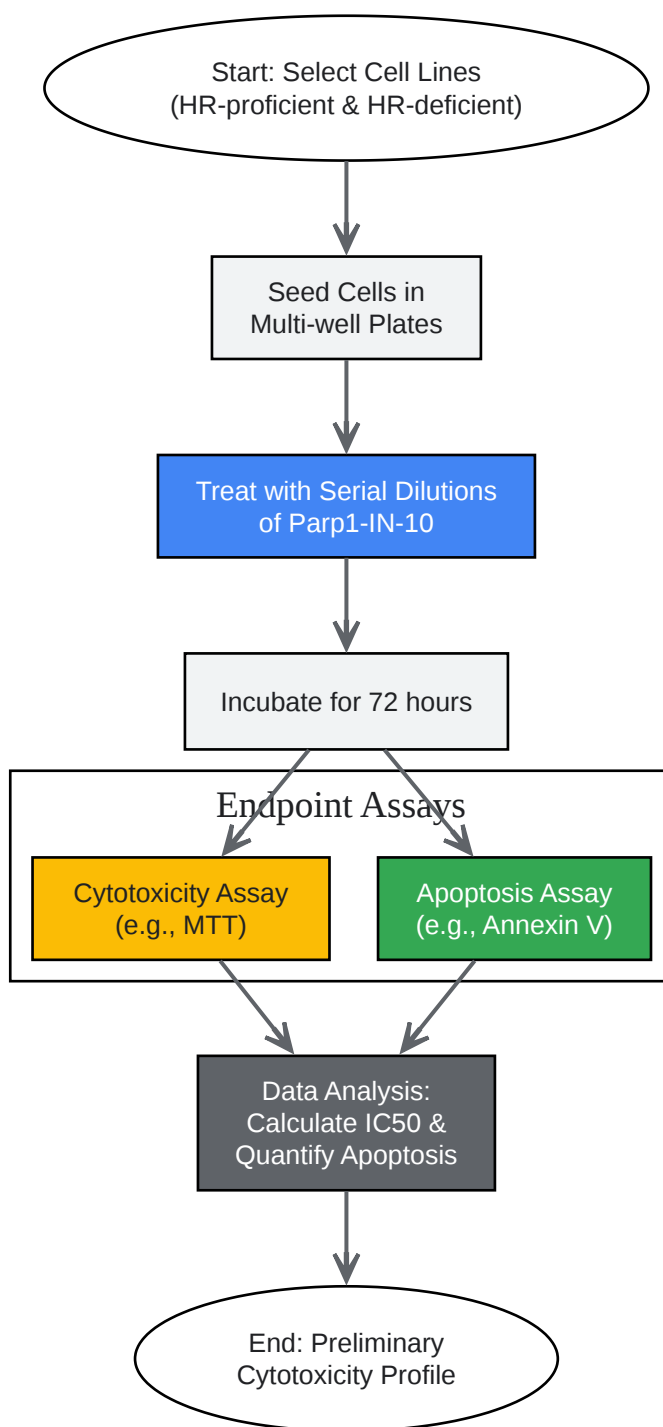 Start: Select Cell Lines
(HR-proficient & HR-deficient)
Seed Cells in
Multi-well Plates
Treat with Serial Dilutions
of Parp1-IN-10
Incubate for 72 hours
Endpoint Assays
Cytotoxicity Assay
(e.g., MTT)
Apoptosis Assay
(e.g., Annexin V)
Data Analysis:
Calculate IC50 &
Quantify Apoptosis
End: Preliminary
Cytotoxicity Profile